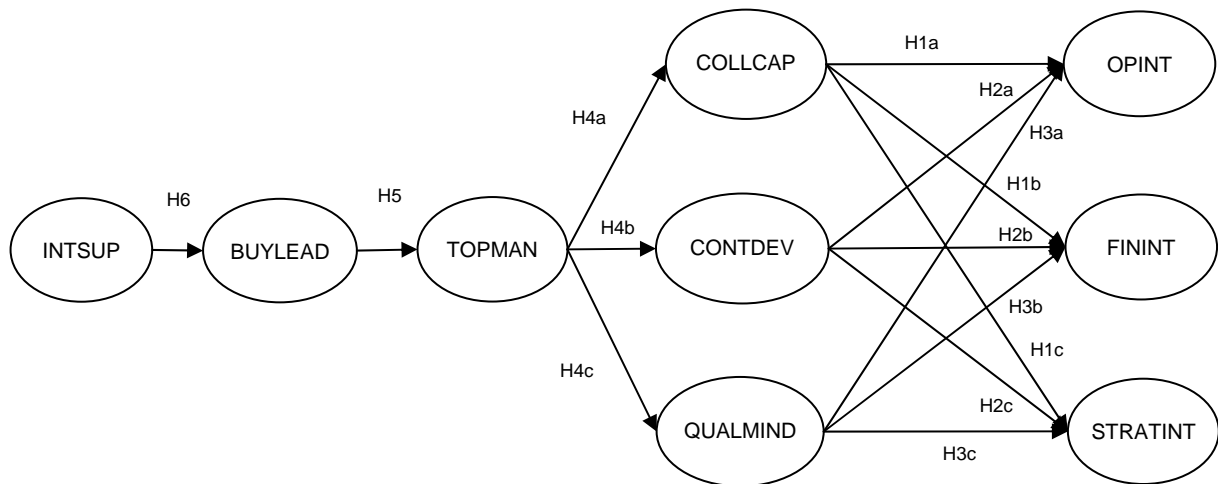 COLLCAP
H1a
OPINT
H2a
H4a
H3a
H6
H5
H1b
INTSUP
BUYLEAD
TOPMAN
H4b
CONTDEV
H2b
FININT
H3b
H1c
H4c
H2c
QUALMIND
H3c
STRATINT